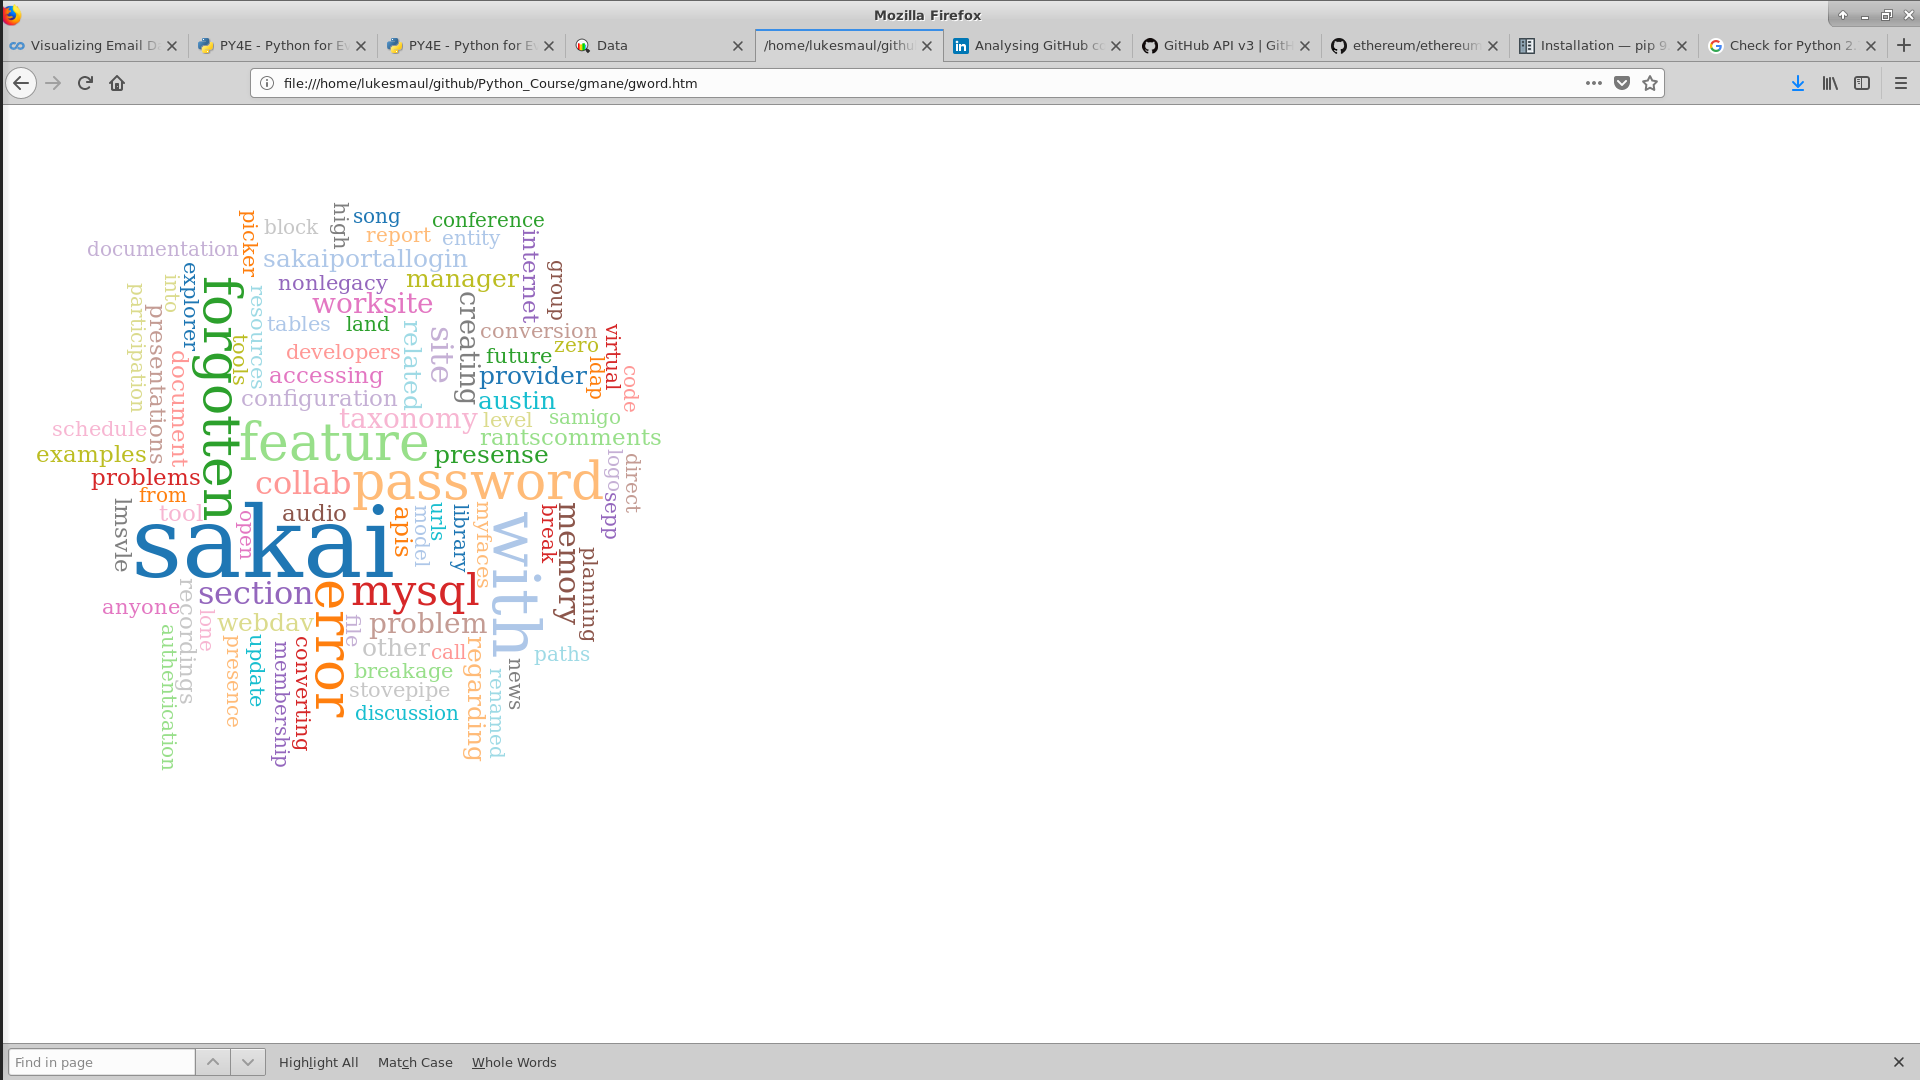 Mozilla Firefox
Visualizing Email D
PY4E - Python for Ev
PY4E - Python for Ev
Data
/home/lukesmaul/githu
Analysing GitHub co
GitHub API v3 | GitH
ethereum/ethereum
Installation — pip 9.
Check for Python 2.
file:///home/lukesmaul/github/Python_Course/gmane/gword.htm
high
song
picker
block
conference
report
entity
documentation
internet
sakaiportallogin
group
explorer
into
nonlegacy
manager
forgotten
participation
resources
worksite
creating
presentations
tables
land
related
site
conversion
virtual
tools
zero
document
developers
future
ldap
code
accessing
provider
configuration
austin
taxonomy
level
samigo
schedule
feature
rantscomments
examples
presense
logo
direct
problems
collab
password
from
sepp
lmsvle
tool
open
audio
sakai
apis
model
urls
library
myfaces
with
break
memory
planning
recordings
section
error
mysql
anyone
lone
webdav
file
problem
authentication
presence
update
membership
converting
other
call
regarding
paths
breakage
renamed
news
stovepipe
discussion
Find in page
Highlight All
Match Case
Whole Words